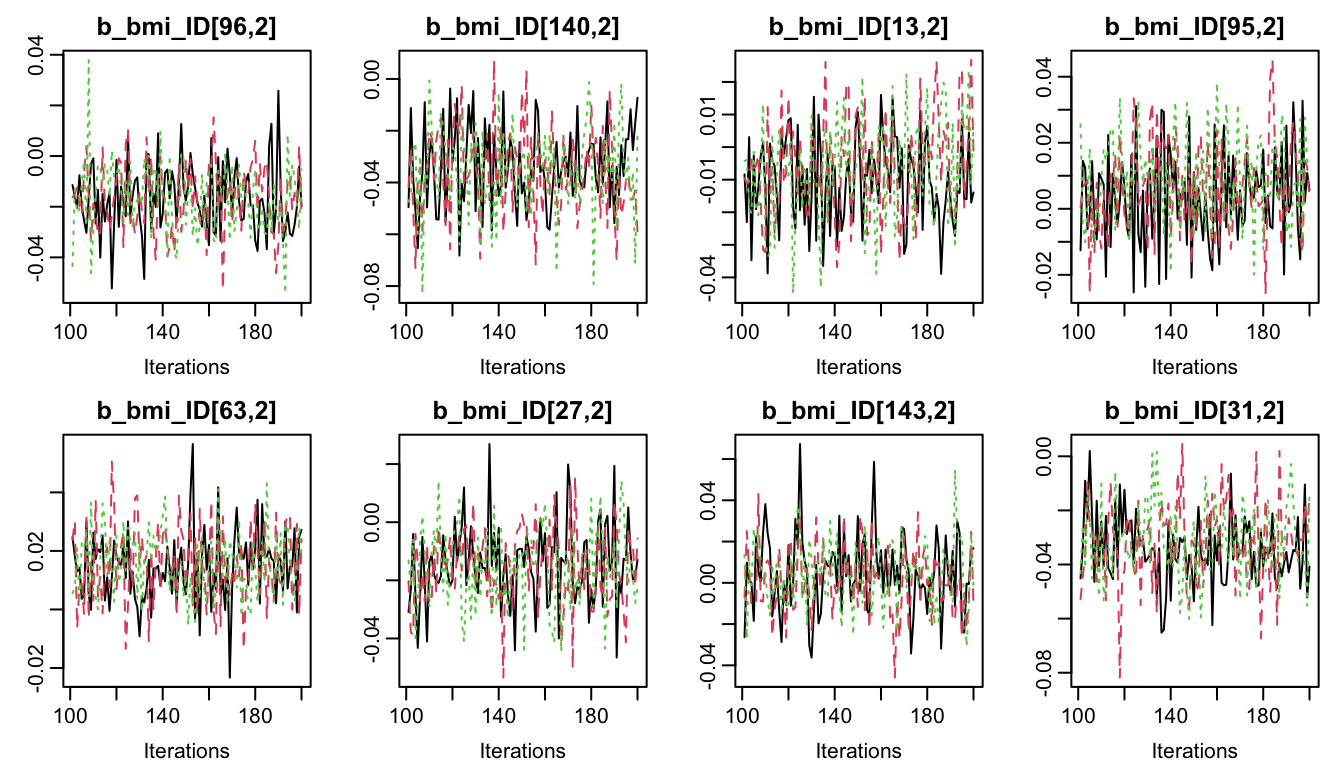 b_bmi_ID[96,2] b_bmi_ID[140,2] b_bmi_ID[13,2] b_bmi_ID[95,2]
0.04 0.00 -0.04
0.00 -0.04 -0.08
0.01 -0.01 -0.04
0.04 0.02 0.00 -0.02
100 140 180 100 140 180 100 140 180 100 140 180
Iterations Iterations Iterations Iterations
b_bmi_ID[63,2] b_bmi_ID[27,2] b_bmi_ID[143,2] b_bmi_ID[31,2]
0.02 -0.02
0.00 -0.04
0.04 0.00 -0.04
0.00 -0.04 -0.08
100 140 180 100 140 180 100 140 180 100 140 180
Iterations Iterations Iterations Iterations